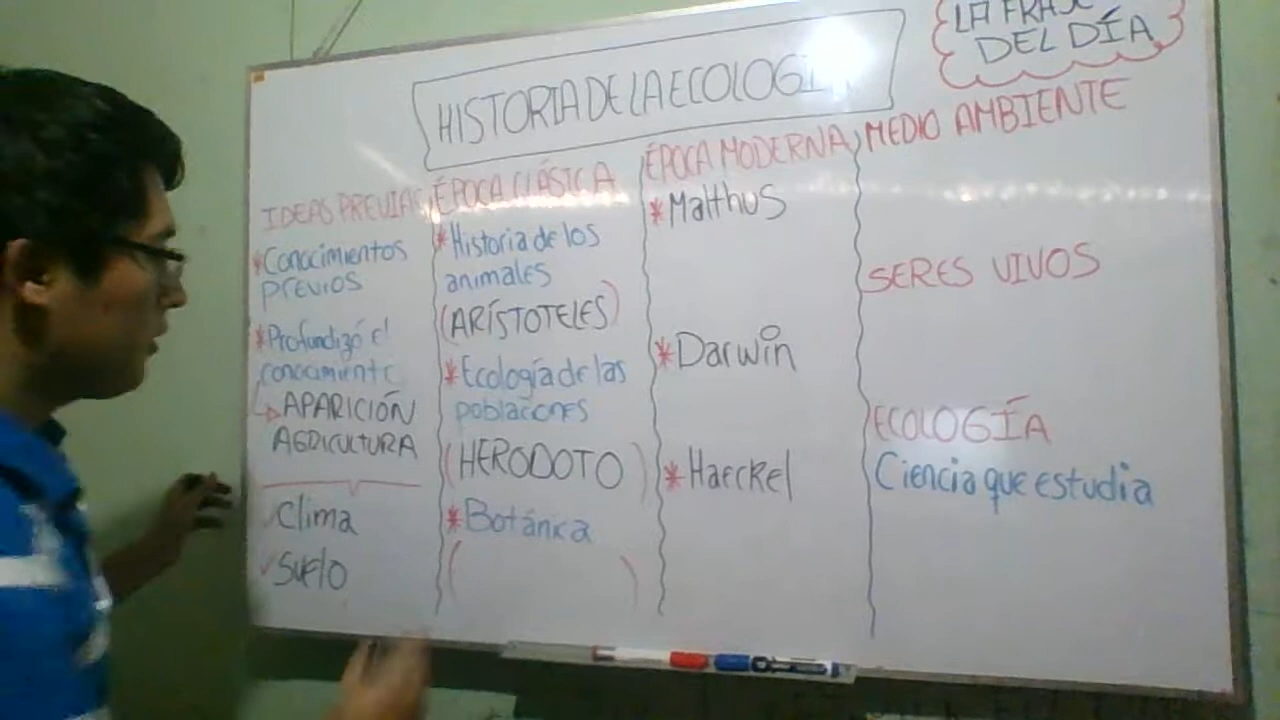 LA FRASE
DEL DÍA
HISTORIA DE LA ECOLOGI
IDEAS PREVIAS
*Conocimientos
previos
*Profundizó el
conocimiento
APARICIÓN
AGRICULTURA
Clima
Suelo
ÉPOCA CLÁSICA
*Historia de los
animales
(ARÍSTOTELES)
*Ecología de las
poblaciones
(HERODOTO)
*Botánica
( )
ÉPOCA MODERNA
*Malthus
*Darwin
*Haeckel
MEDIO AMBIENTE
SERES VIVOS
ECOLOGÍA
Ciencia que estudia